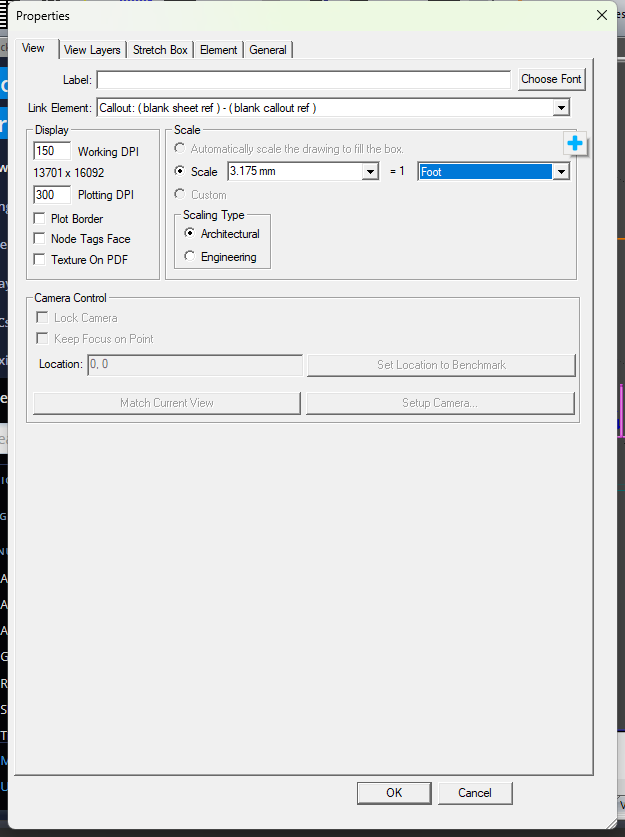 Properties
View
View Layers
Stretch Box
Element
General
Label:
Choose Font
Link Element:
Callout: ( blank sheet ref ) - ( blank callout ref )
Display
150 Working DPI
13701 x 16092
300 Plotting DPI
Plot Border
Node Tags Face
Texture On PDF
Scale
Automatically scale the drawing to fill the box.
Scale 3.175 mm = 1 Foot
Custom
Scaling Type
Architectural
Engineering
Camera Control
Lock Camera
Keep Focus on Point
Location: 0, 0
Set Location to Benchmark
Match Current View
Setup Camera...
OK
Cancel